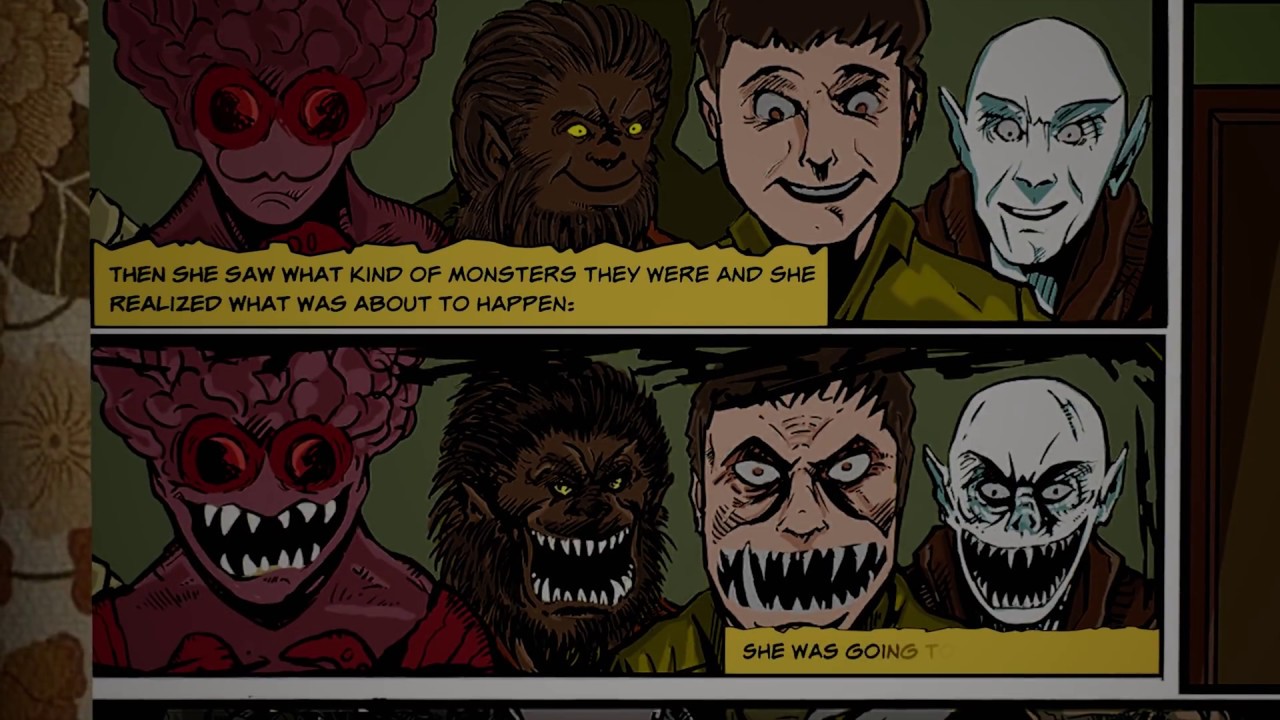 THEN SHE SAW WHAT KIND OF MONSTERS THEY WERE AND SHE
REALIZED WHAT WAS ABOUT TO HAPPEN:
SHE WAS GOING T